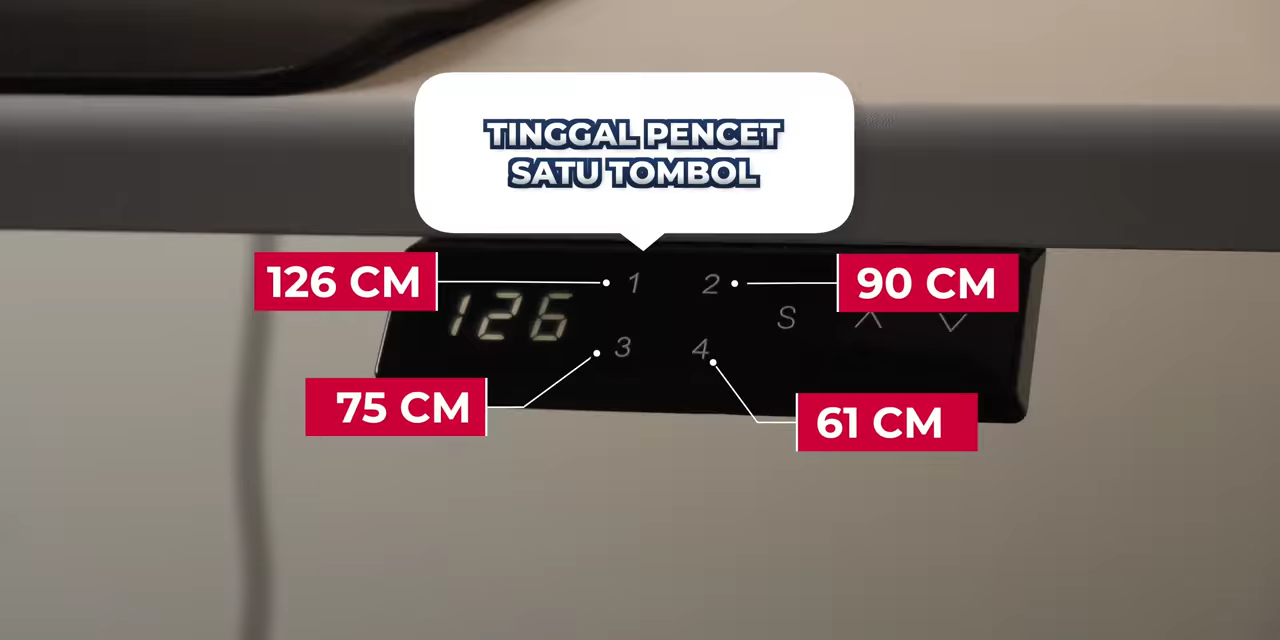 TINGGAL PENCET
SATU TOMBOL
126 CM
1
2
90 CM
126
S
3
4
75 CM
61 CM